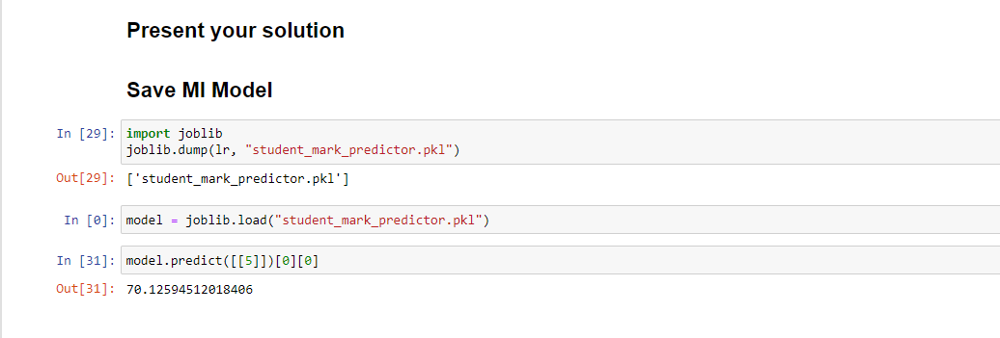 Present your solution
Save Ml Model
In [29]: import joblib
joblib.dump(lr, "student_mark_predictor.pkl")
Out[29]: ['student_mark_predictor.pkl']
In [0]: model = joblib.load("student_mark_predictor.pkl")
In [31]: model.predict([[5]])[0][0]
Out[31]: 70.12594512018406